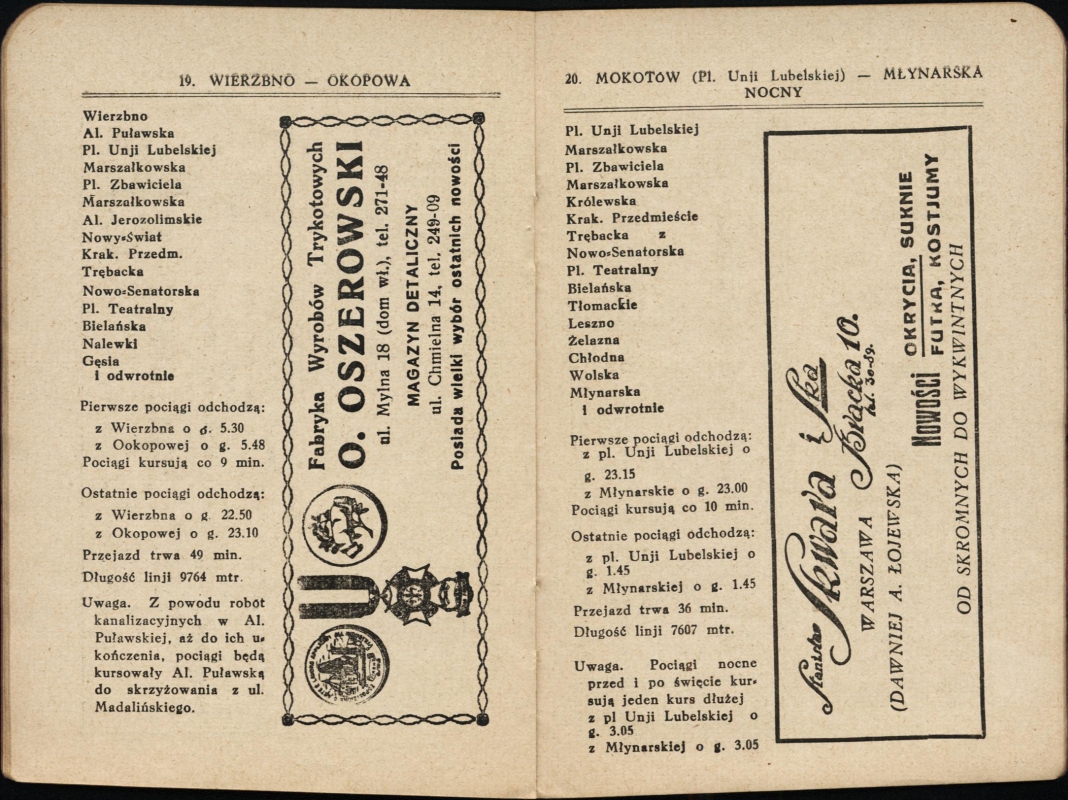 19. WIERZBNO — OKOPOWA
Wierzbno
Al. Puławska
Pl. Unji Lubelskiej
Marszałkowska
Pl. Zbawiciela
Marszałkowska
Al. Jerozolimskie
Nowy-Świat
Krak. Przedm.
Trębacka
Nowo-Senatorska
Pl. Teatralny
Bielańska
Nalewki
Gęsia
i odwrotnie
Pierwsze pociągi odchodzą:
z Wierzbna o g. 5.30
z Ookopowej o g. 5.48
Pociągi kursują co 9 min.
Ostatnie pociągi odchodzą:
z Wierzbna o g. 22.50
z Okopowej o g. 23.10
Przejazd trwa 49 min.
Długość linji 9764 mtr.
Uwaga. Z powodu robót
kanalizacyjnych w Al.
Puławskiej, aż do ich u-
kończenia, pociągi będą
kursowały Al. Puławską
do skrzyżowania z ul.
Madalińskiego.
Fabryka Wyrobów Trykotowych
O. OSZEROWSKI
ul. Mylna 18 (dom wł.), tel. 271-48
MAGAZYN DETALICZNY
ul. Chmielna 14, tel. 249-09
Posiada wielki wybór ostatnich nowości
20. MOKOTÓW (Pl. Unji Lubelskiej) — MŁYNARSKA
NOCNY
Pl. Unji Lubelskiej
Marszałkowska
Pl. Zbawiciela
Marszałkowska
Królewska
Krak. Przedmieście
Trębacka z
Nowo-Senatorska
Pl. Teatralny
Bielańska
Tłomackie
Leszno
Żelazna
Chłodna
Wolska
Młynarska
i odwrotnie
Pierwsze pociągi odchodzą:
z pl. Unji Lubelskiej o
g. 23.15
z Młynarskie o g. 23.00
Pociągi kursują co 10 min.
Ostatnie pociągi odchodzą:
z pl. Unji Lubelskiej o
g. 1.45
z Młynarskiej o g. 1.45
Przejazd trwa 36 min.
Długość linji 7607 mtr.
Uwaga. Pociągi nocne
przed i po święcie kur-
sują jeden kurs dłużej
z pl Unji Lubelskiej o
g. 3.05
z Młynarskiej o g. 3.05
Stanisław
Skwara i Ska
WARSZAWA Bracka 10.
tel. 30-59.
(DAWNIEJ A. ŁOJEWSKA)
Nowości OKRYCIA, SUKNIE
FUTRA, KOSTJUMY
OD SKROMNYCH DO WYKWINTNYCH